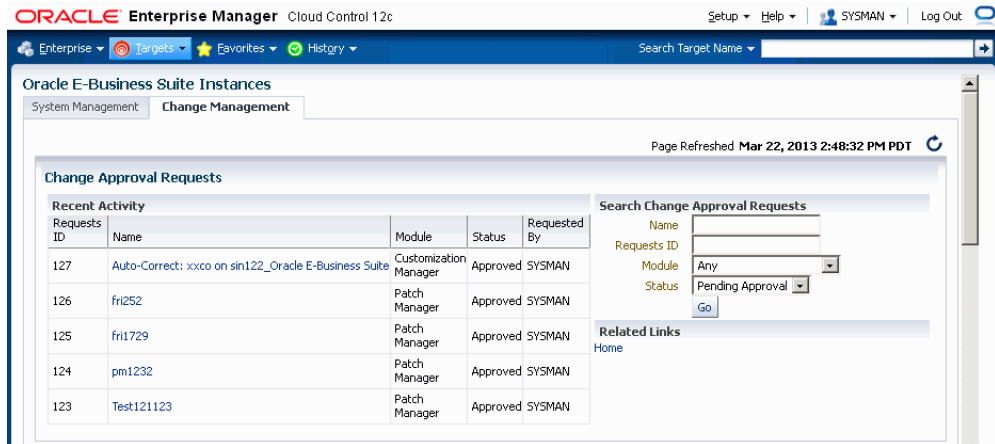 ORACLE Enterprise Manager Cloud Control 12c
Setup Help SYSMAN Log Out
Enterprise Targets Favorites History Search Target Name
Oracle E-Business Suite Instances
System Management Change Management
Page Refreshed Mar 22, 2013 2:48:32 PM PDT
Change Approval Requests
Recent Activity
Requests ID Name Module Status Requested By
127 Auto-Correct: xxco on sin122_Oracle E-Business Suite Customization Manager Approved SYSMAN
126 fri252 Patch Manager Approved SYSMAN
125 fri1729 Patch Manager Approved SYSMAN
124 pm1232 Patch Manager Approved SYSMAN
123 Test121123 Patch Manager Approved SYSMAN
Search Change Approval Requests
Name
Requests ID
Module Any
Status Pending Approval
Go
Related Links
Home